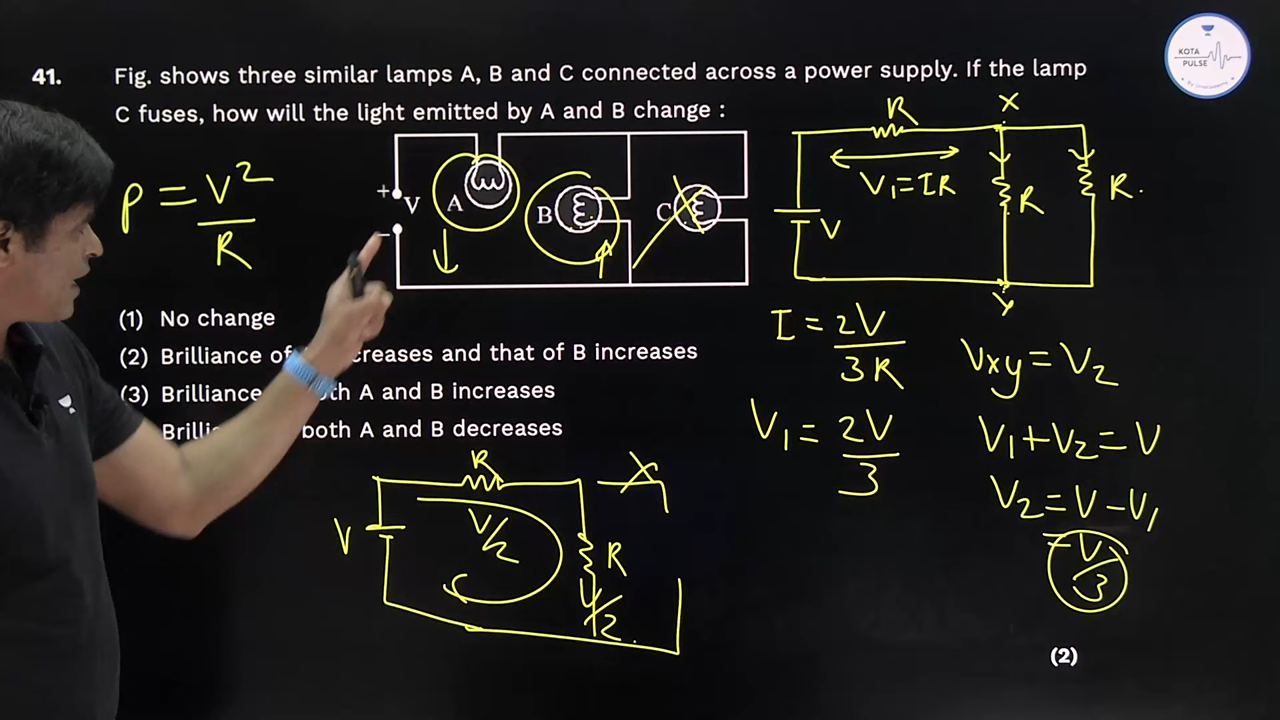 KOTA
PULSE
41. Fig. shows three similar lamps A, B and C connected across a power supply. If the lamp
C fuses, how will the light emitted by A and B change :
P = V²/R
+ V
−
A
B
C
R
X
V₁ = IR
R
R.
V
Y
(1) No change
(2) Brilliance of creases and that of B increases
(3) Brilliance oth A and B increases
Brilli both A and B decreases
I = 2V/3R
Vxy = V₂
V₁ = 2V/3
V₁ + V₂ = V
V₂ = V − V₁
= V/3
R
X
V
V/2
R
V/2.
(2)